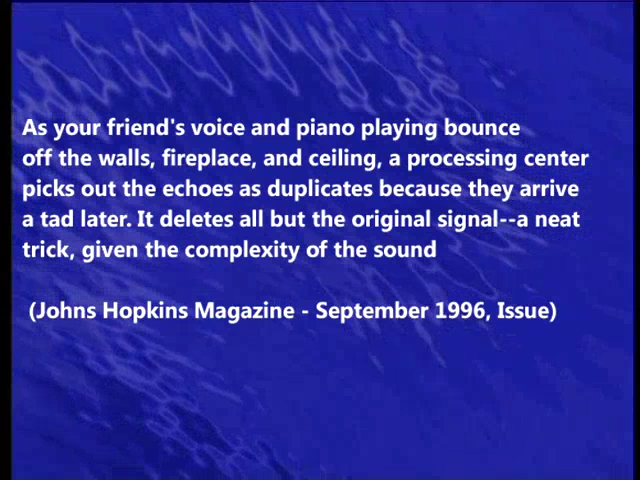 As your friend's voice and piano playing bounce
off the walls, fireplace, and ceiling, a processing center
picks out the echoes as duplicates because they arrive
a tad later. It deletes all but the original signal--a neat
trick, given the complexity of the sound
(Johns Hopkins Magazine - September 1996, Issue)